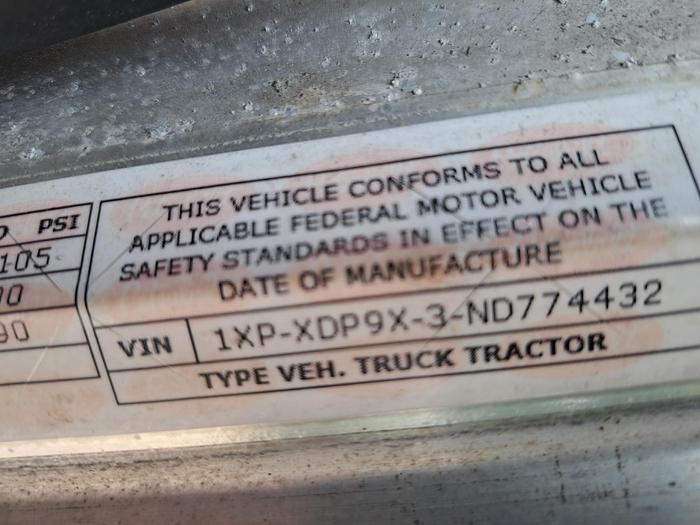 PSI
105
90
THIS VEHICLE CONFORMS TO ALL
APPLICABLE FEDERAL MOTOR VEHICLE
SAFETY STANDARDS IN EFFECT ON THE
DATE OF MANUFACTURE
VIN 1XP-XDP9X-3-ND774432
TYPE VEH. TRUCK TRACTOR